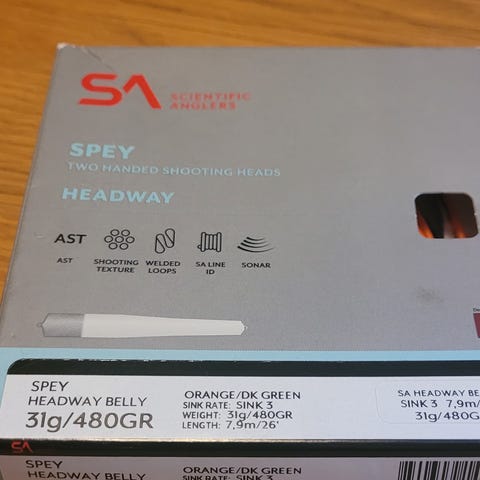 SA
SCIENTIFIC
ANGLERS
SPEY
TWO HANDED SHOOTING HEADS
HEADWAY
AST
AST
SHOOTING
TEXTURE
WELDED
LOOPS
SA LINE
ID
SONAR
SPEY
HEADWAY BELLY
31g/480GR
ORANGE/DK GREEN
SINK RATE: SINK 3
WEIGHT: 31g/480GR
LENGTH: 7,9m/26'
SA HEADWAY BE
SINK 3 7,9m/
31g/480G
SA
SPEY
HEADWAY BELLY
ORANGE/DK GREEN
SINK RATE: SINK 3